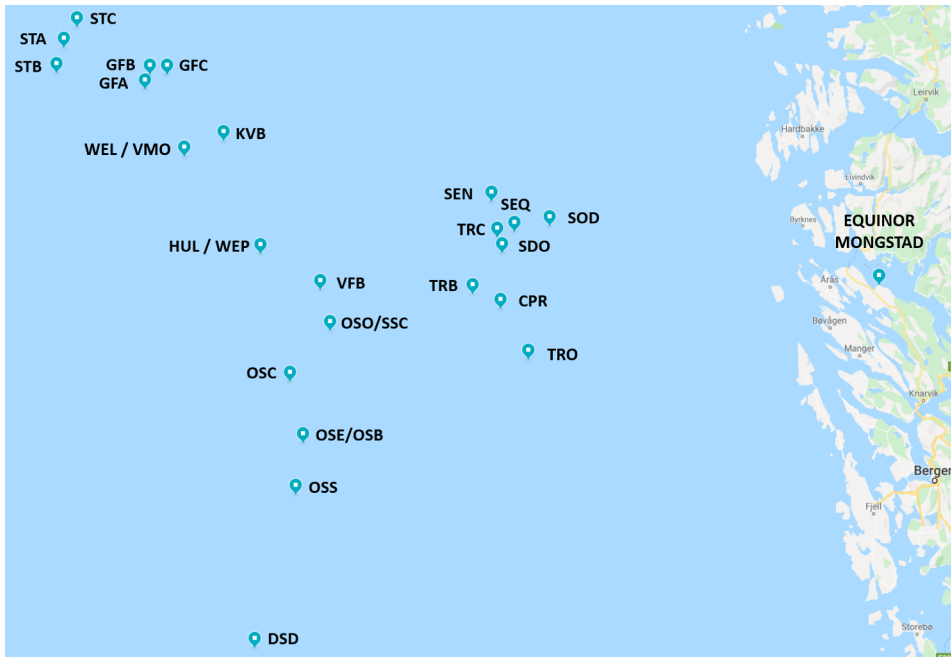 STC
STA
STB
GFB
GFC
GFA
Leirvik
KVB
Hardbakke
WEL / VMO
Eivindvik
SEN
SEQ
SOD
Byrknes
EQUINOR
MONGSTAD
TRC
HUL / WEP
SDO
VFB
TRB
Årås
CPR
OSO/SSC
Bøvågen
TRO
Manger
OSC
Knarvik
OSE/OSB
Bergen
OSS
Fjell
Storebø
DSD